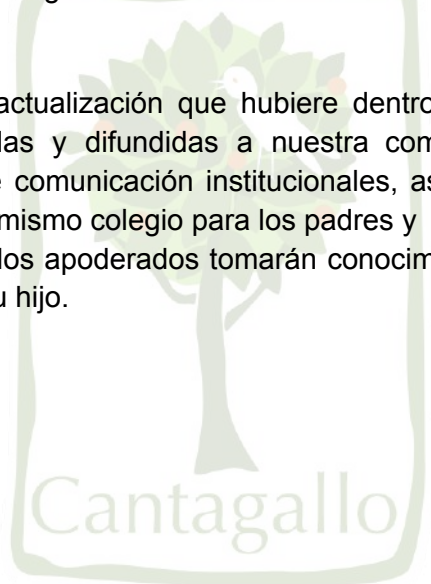 actualización que hubiere dentro
das y difundidas a nuestra com
e comunicación institucionales, as
mismo colegio para los padres y
los apoderados tomarán conocim
u hijo.
Cantagallo